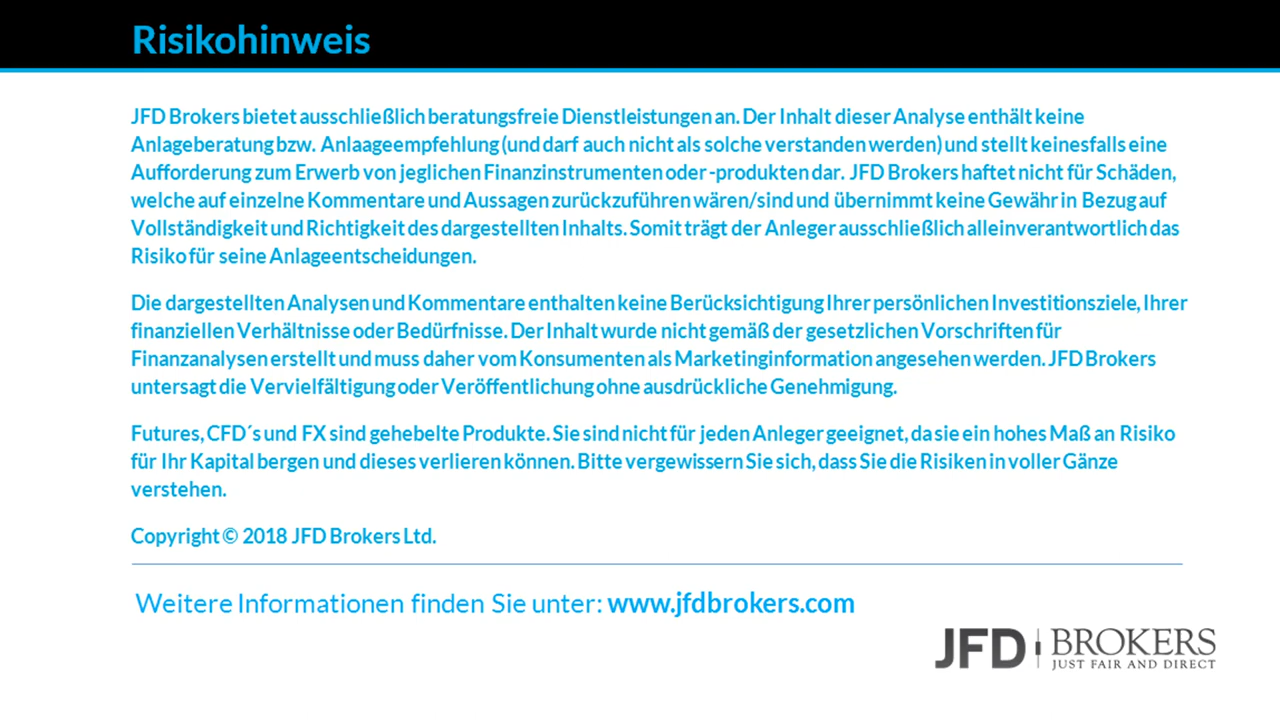 Risikohinweis
JFD Brokers bietet ausschließlich beratungsfreie Dienstleistungen an. Der Inhalt dieser Analyse enthält keine
Anlageberatung bzw. Anlaageempfehlung (und darf auch nicht als solche verstanden werden) und stellt keinesfalls eine
Aufforderung zum Erwerb von jeglichen Finanzinstrumenten oder -produkten dar. JFD Brokers haftet nicht für Schäden,
welche auf einzelne Kommentare und Aussagen zurückzuführen wären/sind und übernimmt keine Gewähr in Bezug auf
Vollständigkeit und Richtigkeit des dargestellten Inhalts. Somit trägt der Anleger ausschließlich alleinverantwortlich das
Risiko für seine Anlageentscheidungen.
Die dargestellten Analysen und Kommentare enthalten keine Berücksichtigung Ihrer persönlichen Investitionsziele, Ihrer
finanziellen Verhältnisse oder Bedürfnisse. Der Inhalt wurde nicht gemäß der gesetzlichen Vorschriften für
Finanzanalysen erstellt und muss daher vom Konsumenten als Marketinginformation angesehen werden. JFD Brokers
untersagt die Vervielfältigung oder Veröffentlichung ohne ausdrückliche Genehmigung.
Futures, CFD´s und FX sind gehebelte Produkte. Sie sind nicht für jeden Anleger geeignet, da sie ein hohes Maß an Risiko
für Ihr Kapital bergen und dieses verlieren können. Bitte vergewissern Sie sich, dass Sie die Risiken in voller Gänze
verstehen.
Copyright © 2018 JFD Brokers Ltd.
Weitere Informationen finden Sie unter: www.jfdbrokers.com
JFD BROKERS
JUST FAIR AND DIRECT